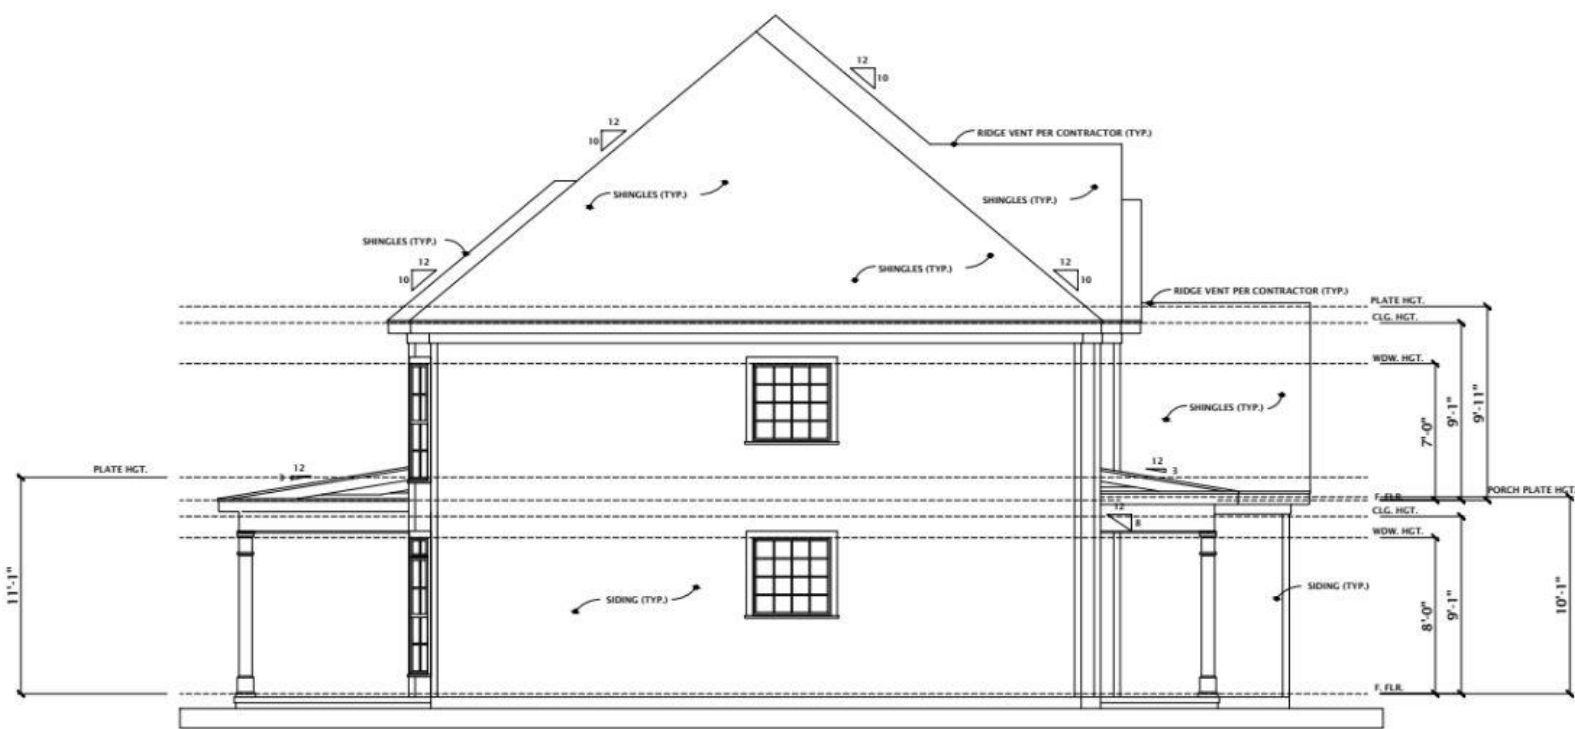 12
10
RIDGE VENT PER CONTRACTOR (TYP.)
12
10
SHINGLES (TYP.)
SHINGLES (TYP.)
SHINGLES (TYP.)
12
10
SHINGLES (TYP.)
12
10
RIDGE VENT PER CONTRACTOR (TYP.)
PLATE HGT.
CLG. HGT.
WDW. HGT.
SHINGLES (TYP.)
7'-0"
9'-1"
9'-11"
PLATE HGT.
12
3
12
3
F. FLR.
PORCH PLATE HGT.
12
8
CLG. HGT.
WDW. HGT.
11'-1"
SIDING (TYP.)
SIDING (TYP.)
8'-0"
9'-1"
10'-1"
F. FLR.